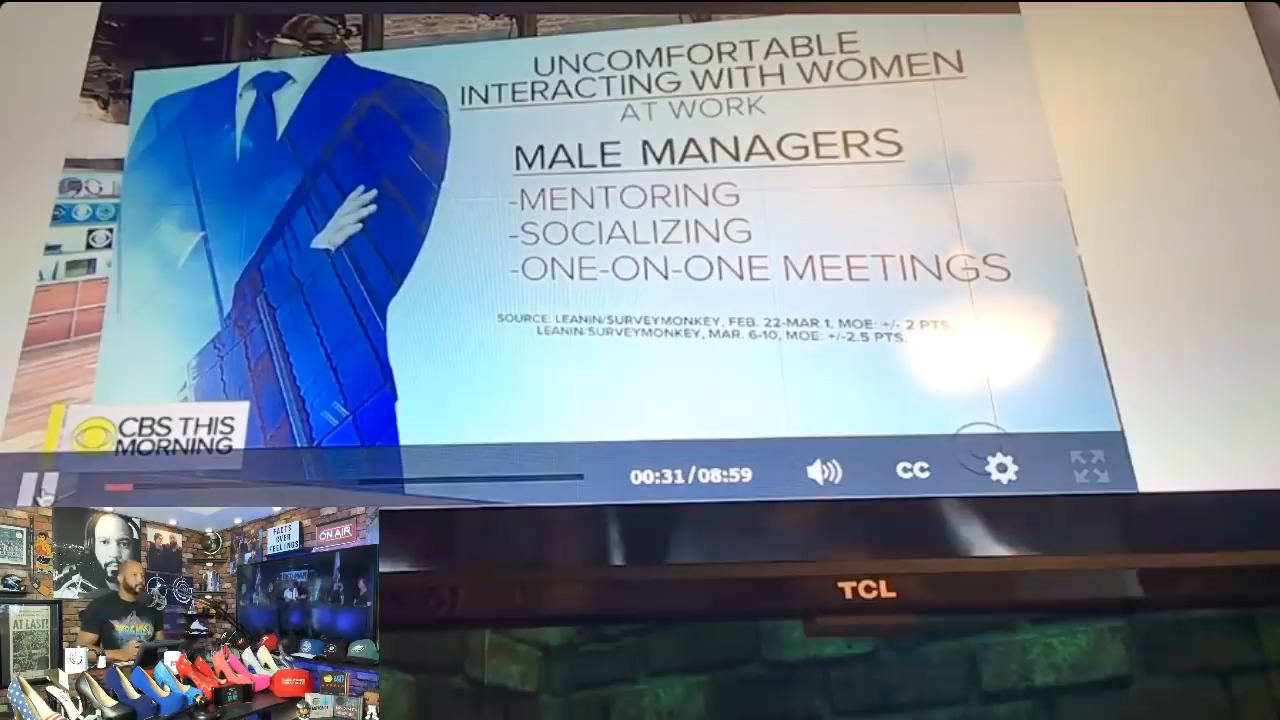 UNCOMFORTABLE
INTERACTING WITH WOMEN
AT WORK
MALE MANAGERS
-MENTORING
-SOCIALIZING
-ONE-ON-ONE MEETINGS
SOURCE: LEANIN/SURVEYMONKEY, FEB. 22-MAR.1, MOE: +/- 2 PTS.
LEANIN/SURVEYMONKEY, MAR. 6-10, MOE: +/-2.5 PTS.
CBS THIS
MORNING
00:31/08:59
CC
TCL
FACTS
OVER
FEELINGS
ON AIR
AT LAST!